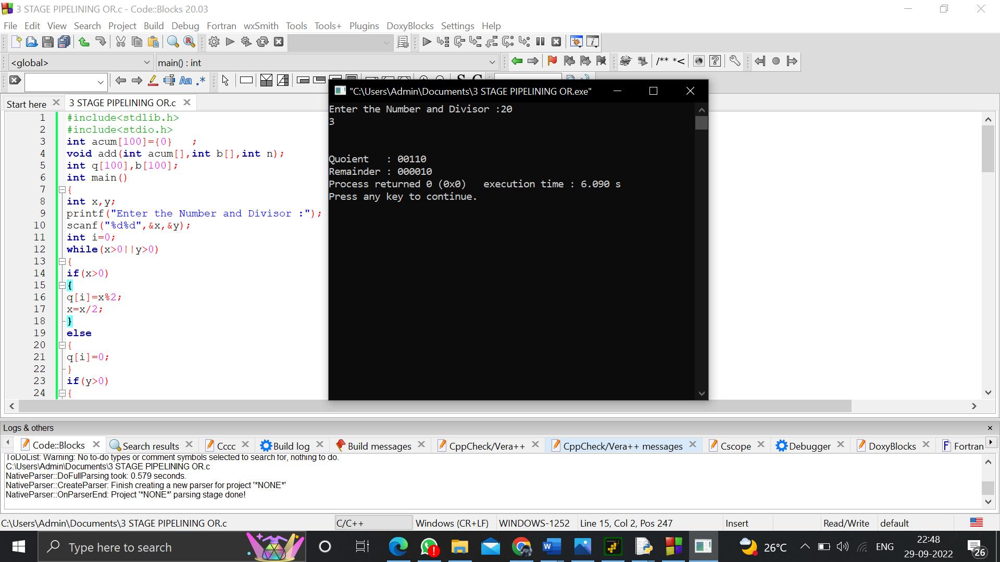 3 STAGE PIPELINING OR.c - Code::Blocks 20.03
File Edit View Search Project Build Debug Fortran wxSmith Tools Tools+ Plugins DoxyBlocks Settings Help
<global> main() : int /** *<
Aa .* S C
Start here 3 STAGE PIPELINING OR.c
1 #include<stdlib.h>
2 #include<stdio.h>
3 int acum[100]={0}   ;
4 void add(int acum[],int b[],int n);
5 int q[100],b[100];
6 int main()
7 {
8 int x,y;
9 printf("Enter the Number and Divisor :");
10 scanf("%d%d",&x,&y);
11 int i=0;
12 while(x>0||y>0)
13 {
14 if(x>0)
15 {
16 q[i]=x%2;
17 x=x/2;
18 }
19 else
20 {
21 q[i]=0;
22 }
23 if(y>0)
24 {
"C:\Users\Admin\Documents\3 STAGE PIPELINING OR.exe"
Enter the Number and Divisor :20
3
Quoient   : 00110
Remainder : 000010
Process returned 0 (0x0)   execution time : 6.090 s
Press any key to continue.
Logs & others
Code::Blocks Search results Cccc Build log Build messages CppCheck/Vera++ CppCheck/Vera++ messages Cscope Debugger DoxyBlocks Fortran
ToDoList: Warning: No to-do types or comment symbols selected to search for, nothing to do.
C:\Users\Admin\Documents\3 STAGE PIPELINING OR.c
NativeParser::DoFullParsing took: 0.579 seconds.
NativeParser::CreateParser: Finish creating a new parser for project '*NONE*'
NativeParser::OnParserEnd: Project '*NONE*' parsing stage done!
C:\Users\Admin\Documents\3 STAGE PIPELINING OR.c C/C++ Windows (CR+LF) WINDOWS-1252 Line 15, Col 2, Pos 247 Insert Read/Write default
Type here to search 26°C ENG 22:48
29-09-2022 26